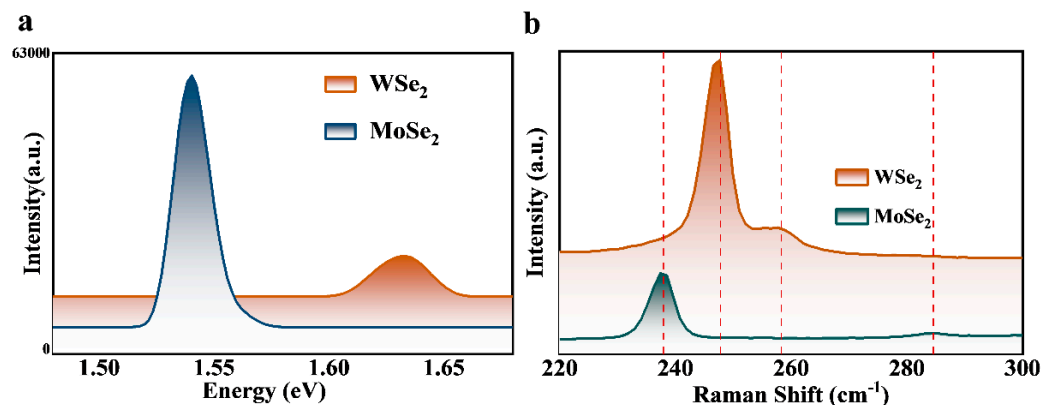 a
63000
Intensity(a.u.)
0
WSe2
MoSe2
1.50 1.55 1.60 1.65
Energy (eV)
b
Intensity (a.u.)
WSe2
MoSe2
220 240 260 280 300
Raman Shift (cm-1)